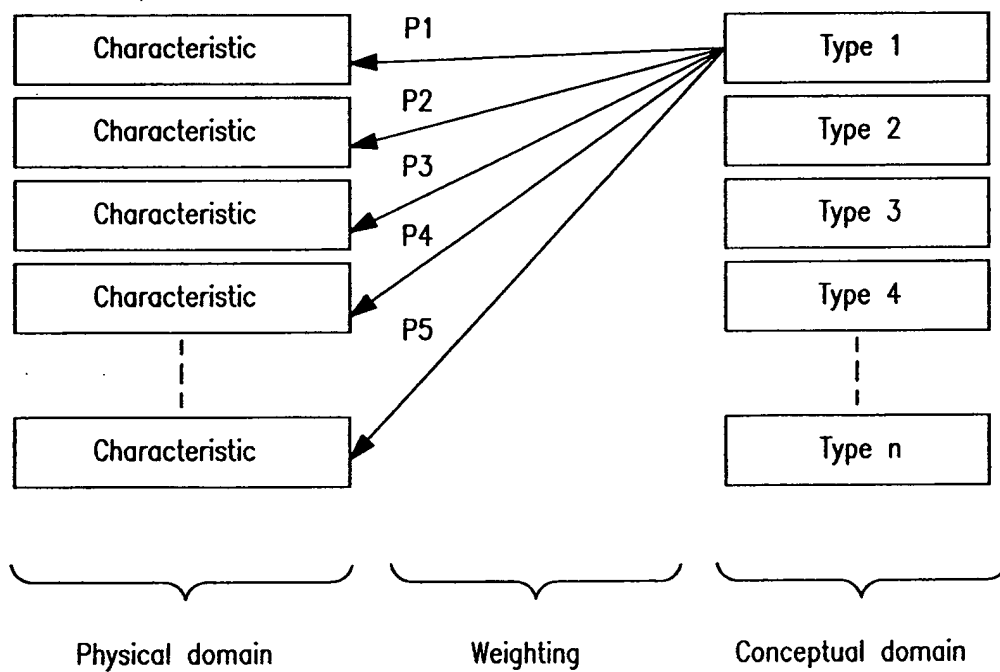 Characteristic
P1
Type 1
Characteristic
P2
Type 2
Characteristic
P3
Type 3
Characteristic
P4
Type 4
P5
Characteristic
Type n
Physical domain
Weighting
Conceptual domain